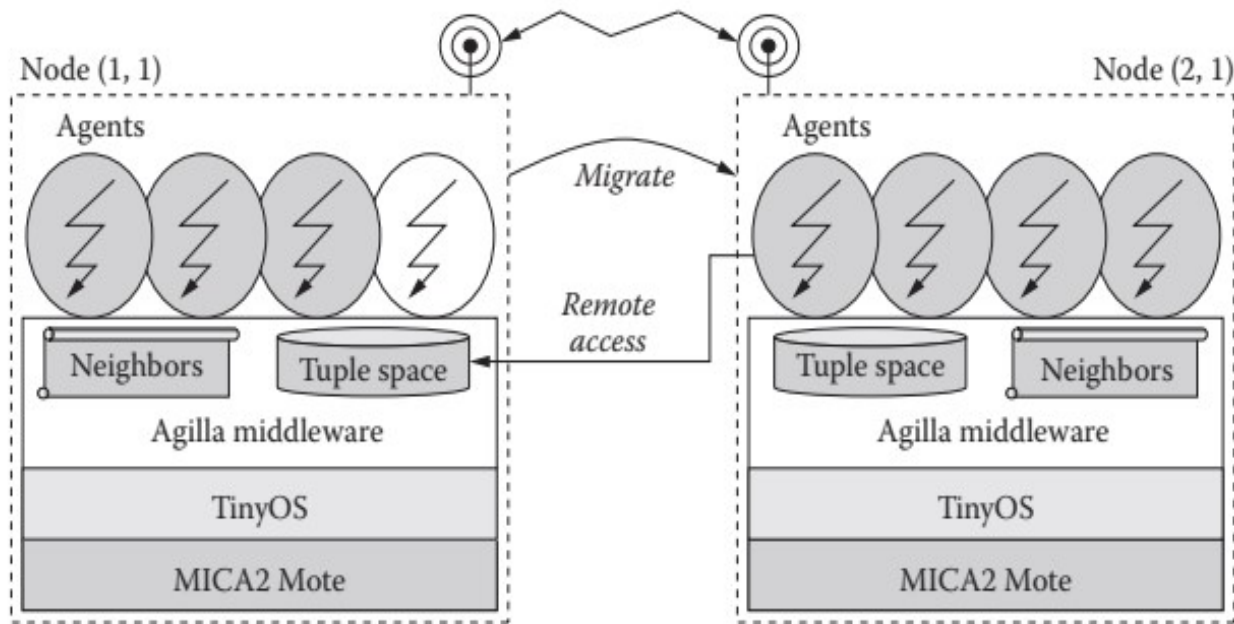 Node (1, 1)
Node (2, 1)
Agents
Agents
Migrate
Remote
access
Neighbors
Tuple space
Tuple space
Neighbors
Agilla middleware
Agilla middleware
TinyOS
TinyOS
MICA2 Mote
MICA2 Mote